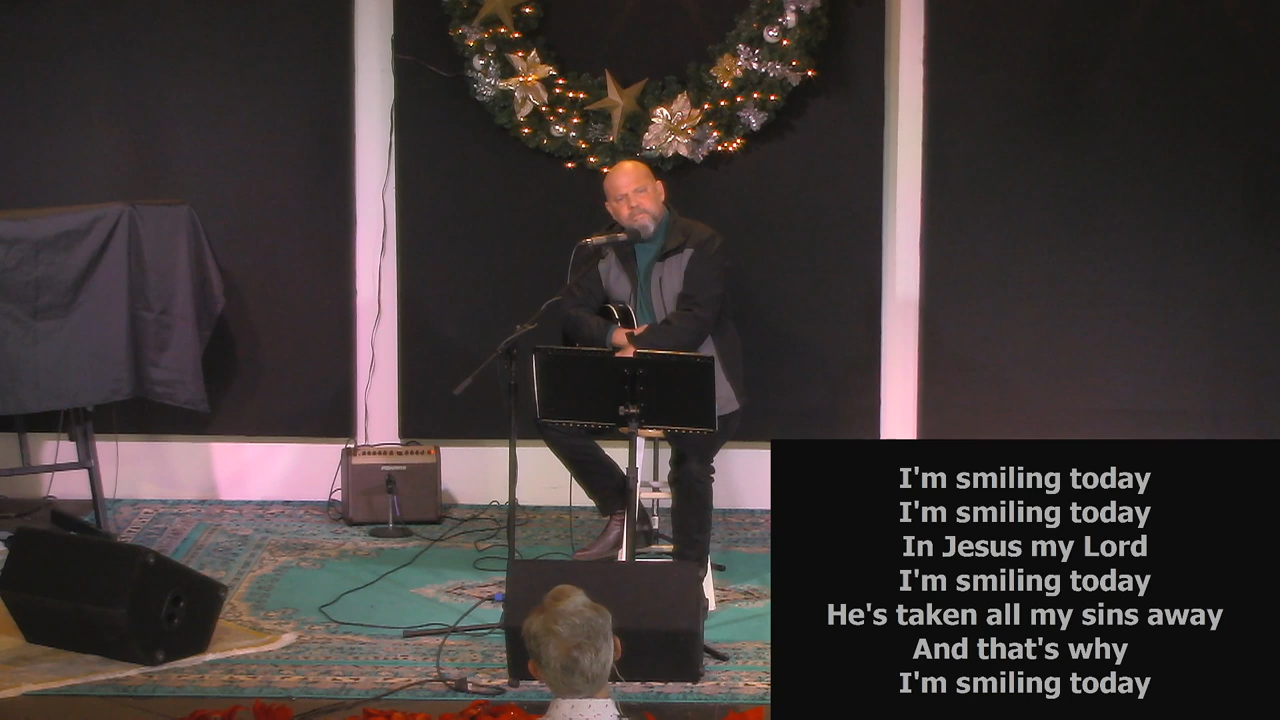 I'm smiling today
I'm smiling today
In Jesus my Lord
I'm smiling today
He's taken all my sins away
And that's why
I'm smiling today